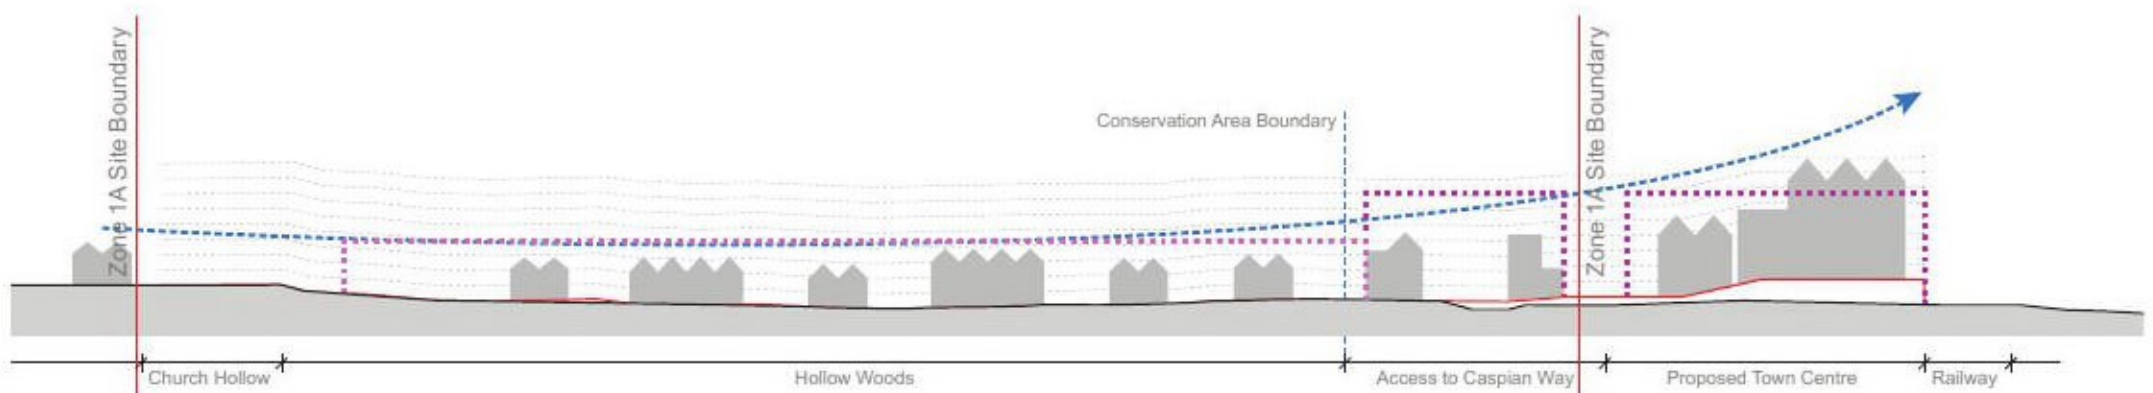 Zone 1A Site Boundary
Conservation Area Boundary
Zone 1A Site Boundary
Church Hollow
Hollow Woods
Access to Caspian Way
Proposed Town Centre
Railway